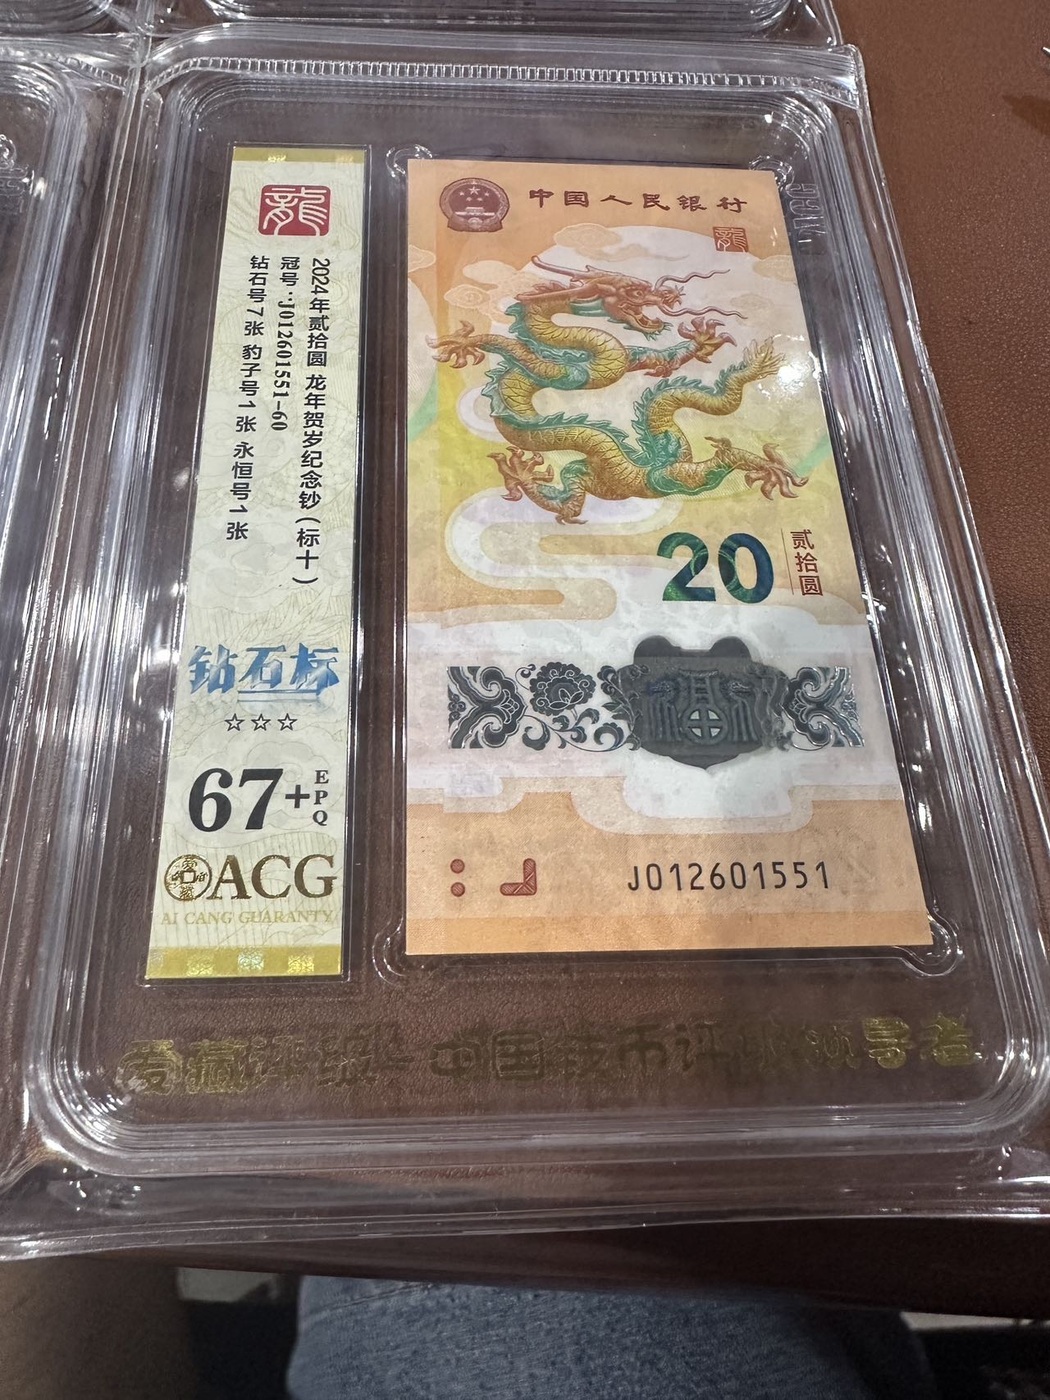 龍
2024年贰拾圆 龙年贺岁纪念钞(标十)
冠号:J012601551-60
钻石号7张 豹子号1张 永恒号1张
钻石标
☆☆☆
67+EPQ
ACG
AI CANG GUARANTY
中国人民银行
龍
20
贰拾圆
J012601551